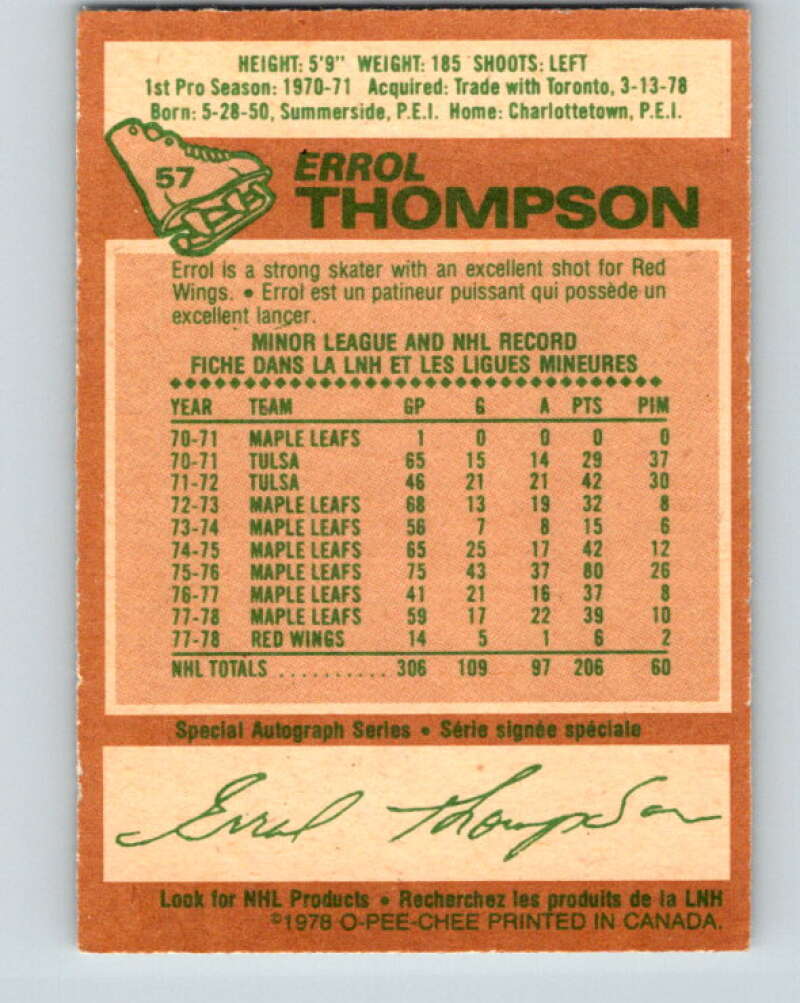 HEIGHT: 5'9" WEIGHT: 185 SHOOTS: LEFT
1st Pro Season: 1970-71 Acquired: Trade with Toronto, 3-13-78
Born: 5-28-50, Summerside, P.E.I. Home: Charlottetown, P.E.I.
57
ERROL
THOMPSON
Errol is a strong skater with an excellent shot for Red
Wings. • Errol est un patineur puissant qui possède un
excellent lancer.
MINOR LEAGUE AND NHL RECORD
FICHE DANS LA LNH ET LES LIGUES MINEURES
YEAR TEAM GP G A PTS PIM
70-71 MAPLE LEAFS 1 0 0 0 0
70-71 TULSA 65 15 14 29 37
71-72 TULSA 46 21 21 42 30
72-73 MAPLE LEAFS 68 13 19 32 8
73-74 MAPLE LEAFS 56 7 8 15 6
74-75 MAPLE LEAFS 65 25 17 42 12
75-76 MAPLE LEAFS 75 43 37 80 26
76-77 MAPLE LEAFS 41 21 16 37 8
77-78 MAPLE LEAFS 59 17 22 39 10
77-78 RED WINGS 14 5 1 6 2
NHL TOTALS .......... 306 109 97 206 60
Special Autograph Series • Série signée spéciale
Errol Thompson
Look for NHL Products • Recherchez les produits de la LNH
©1978 O-PEE-CHEE PRINTED IN CANADA.